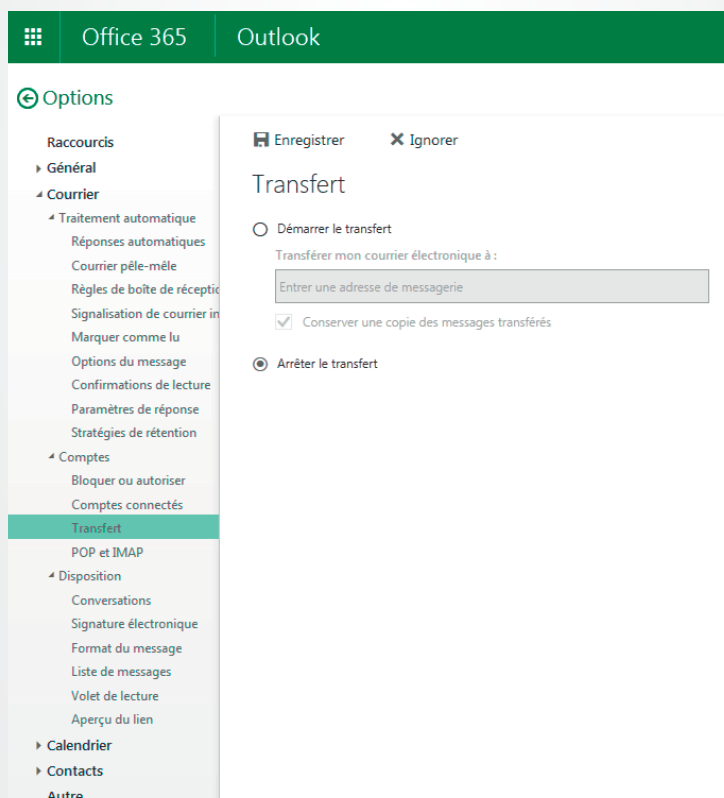 Office 365
Outlook
Options
Raccourcis
Général
Courrier
Traitement automatique
Réponses automatiques
Courrier pêle-mêle
Règles de boîte de réceptic
Signalisation de courrier in
Marquer comme lu
Options du message
Confirmations de lecture
Paramètres de réponse
Stratégies de rétention
Comptes
Bloquer ou autoriser
Comptes connectés
Transfert
POP et IMAP
Disposition
Conversations
Signature électronique
Format du message
Liste de messages
Volet de lecture
Aperçu du lien
Calendrier
Contacts
Autre
Enregistrer
Ignorer
Transfert
Démarrer le transfert
Transférer mon courrier électronique à :
Entrer une adresse de messagerie
Conserver une copie des messages transférés
Arrêter le transfert